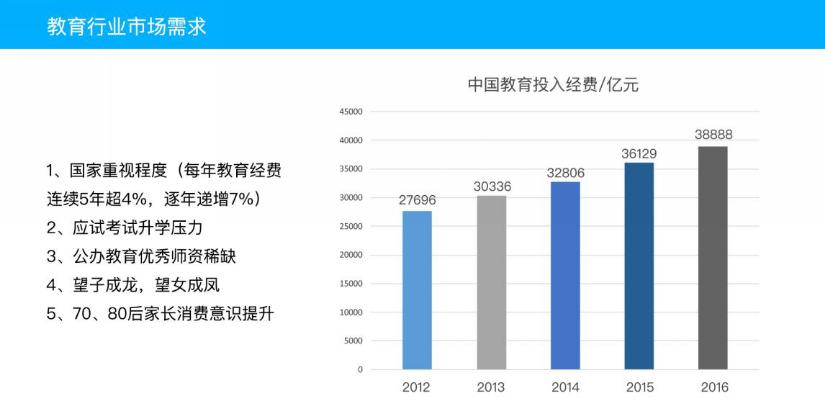 教育行业市场需求
1、国家重视程度（每年教育经费
连续5年超4%，逐年递增7%）
2、应试考试升学压力
3、公办教育优秀师资稀缺
4、望子成龙，望女成凤
5、70、80后家长消费意识提升
中国教育投入经费/亿元
45000
40000
35000
30000
25000
20000
15000
10000
5000
0
27696
30336
32806
36129
38888
2012
2013
2014
2015
2016